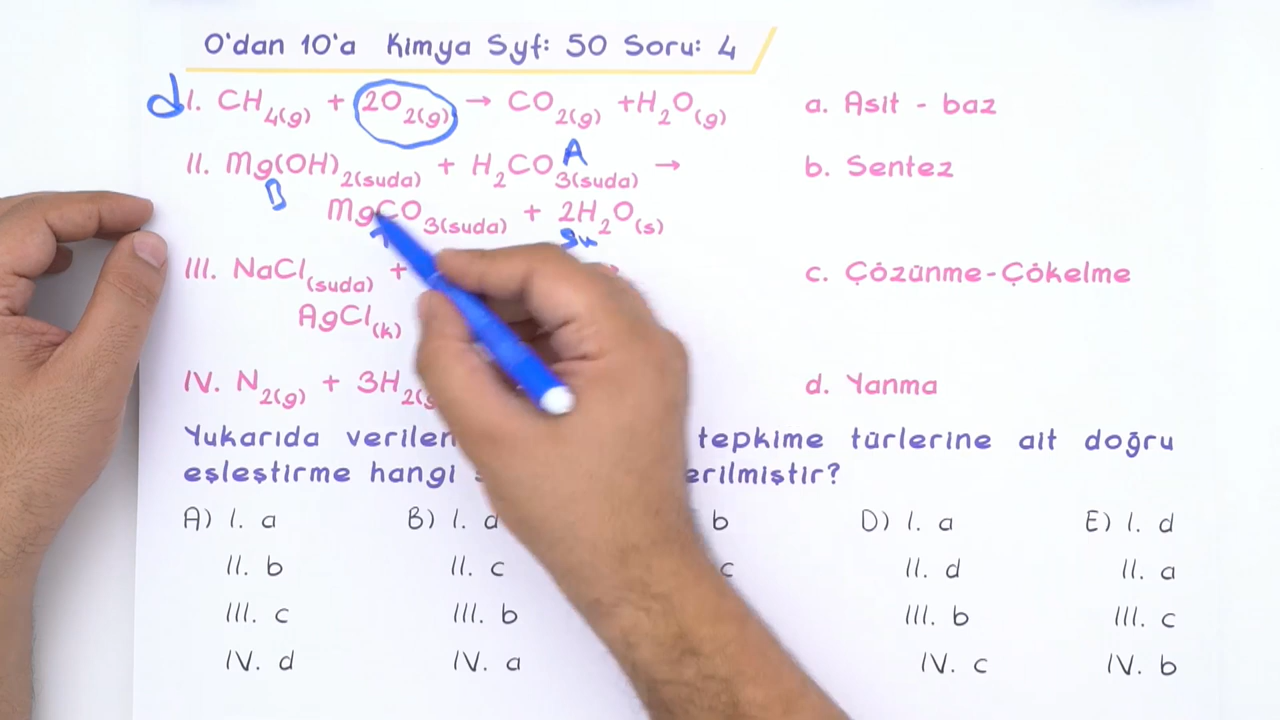 0'dan 10'a Kimya Syf: 50 Soru: 4
d I. CH4(g) + 2O2(g) → CO2(g) +H2O(g) a. Asit - baz
II. Mg(OH)2(suda) + H2CO3(suda) → b. Sentez
B A
MgCO3(suda) + 2H2O(s)
Su
III. NaCl(suda) + c. Çözünme-Çökelme
AgCl(k)
IV. N2(g) + 3H2(g d. Yanma
Yukarıda verilen tepkime türlerine ait doğru
eşleştirme hangi erilmiştir?
A) I. a B) I. d b D) I. a E) I. d
II. b II. c c II. d II. a
III. c III. b III. b III. c
IV. d IV. a IV. c IV. b